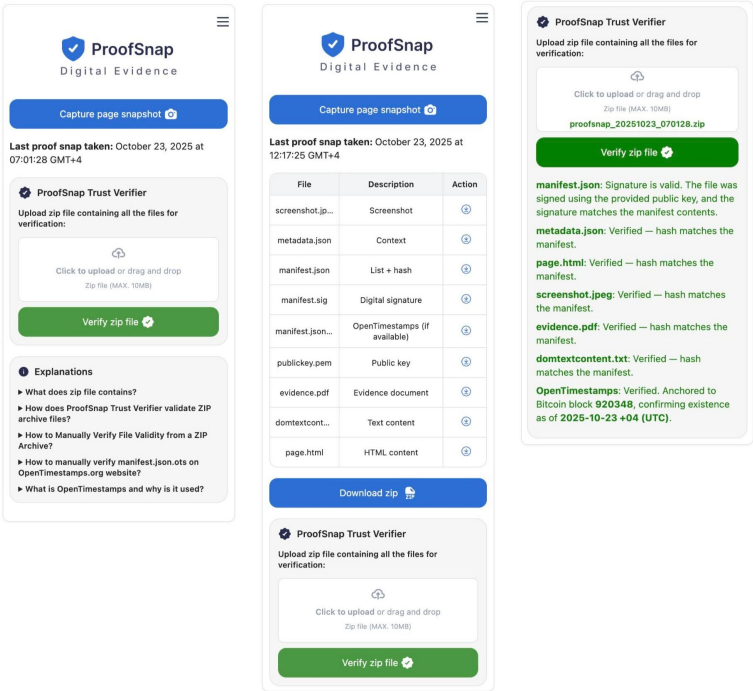 ProofSnap
Digital Evidence
Capture page snapshot
Last proof snap taken: October 23, 2025 at
07:01:28 GMT+4
ProofSnap Trust Verifier
Upload zip file containing all the files for
verification:
Click to upload or drag and drop
Zip file (MAX. 10MB)
Verify zip file
Explanations
▶ What does zip file contains?
▶ How does ProofSnap Trust Verifier validate ZIP
archive files?
▶ How to Manually Verify File Validity from a ZIP
Archive?
▶ How to manually verify manifest.json.ots on
OpenTimestamps.org website?
▶ What is OpenTimestamps and why is it used?
ProofSnap
Digital Evidence
Capture page snapshot
Last proof snap taken: October 23, 2025 at
12:17:25 GMT+4
File Description Action
screenshot.jp... Screenshot
metadata.json Context
manifest.json List + hash
manifest.sig Digital signature
manifest.json... OpenTimestamps (if
available)
publickey.pem Public key
evidence.pdf Evidence document
domtextcont... Text content
page.html HTML content
Download zip ZIP
ProofSnap Trust Verifier
Upload zip file containing all the files for
verification:
Click to upload or drag and drop
Zip file (MAX. 10MB)
Verify zip file
ProofSnap Trust Verifier
Upload zip file containing all the files for
verification:
Click to upload or drag and drop
Zip file (MAX. 10MB)
proofsnap_20251023_070128.zip
Verify zip file
manifest.json: Signature is valid. The file was
signed using the provided public key, and the
signature matches the manifest contents.
metadata.json: Verified — hash matches the
manifest.
page.html: Verified — hash matches the
manifest.
screenshot.jpeg: Verified — hash matches
the manifest.
evidence.pdf: Verified — hash matches the
manifest.
domtextcontent.txt: Verified — hash
matches the manifest.
OpenTimestamps: Verified. Anchored to
Bitcoin block 920348, confirming existence
as of 2025-10-23 +04 (UTC).